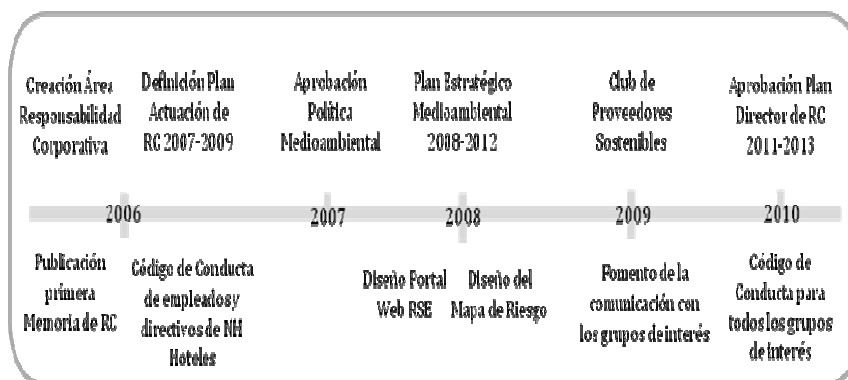 Creación Área
Responsabilidad
Corporativa
Definición Plan
Actuación de
RC 2007-2009
Aprobación
Política
Medioambiental
Plan Estratégico
Medioambiental
2008-2012
Club de
Proveedores
Sostenibles
Aprobación Plan
Director de RC
2011-2013
2006
2007
2008
2009
2010
Publicación
primera
Memoria de RC
Código de Conducta
de empleados y
directivos de NH
Hoteles
Diseño Portal
Web RSE
Diseño del
Mapa de Riesgo
Fomento de la
comunicación con
los grupos de interés
Código de
Conducta para
todos los grupos
de interés